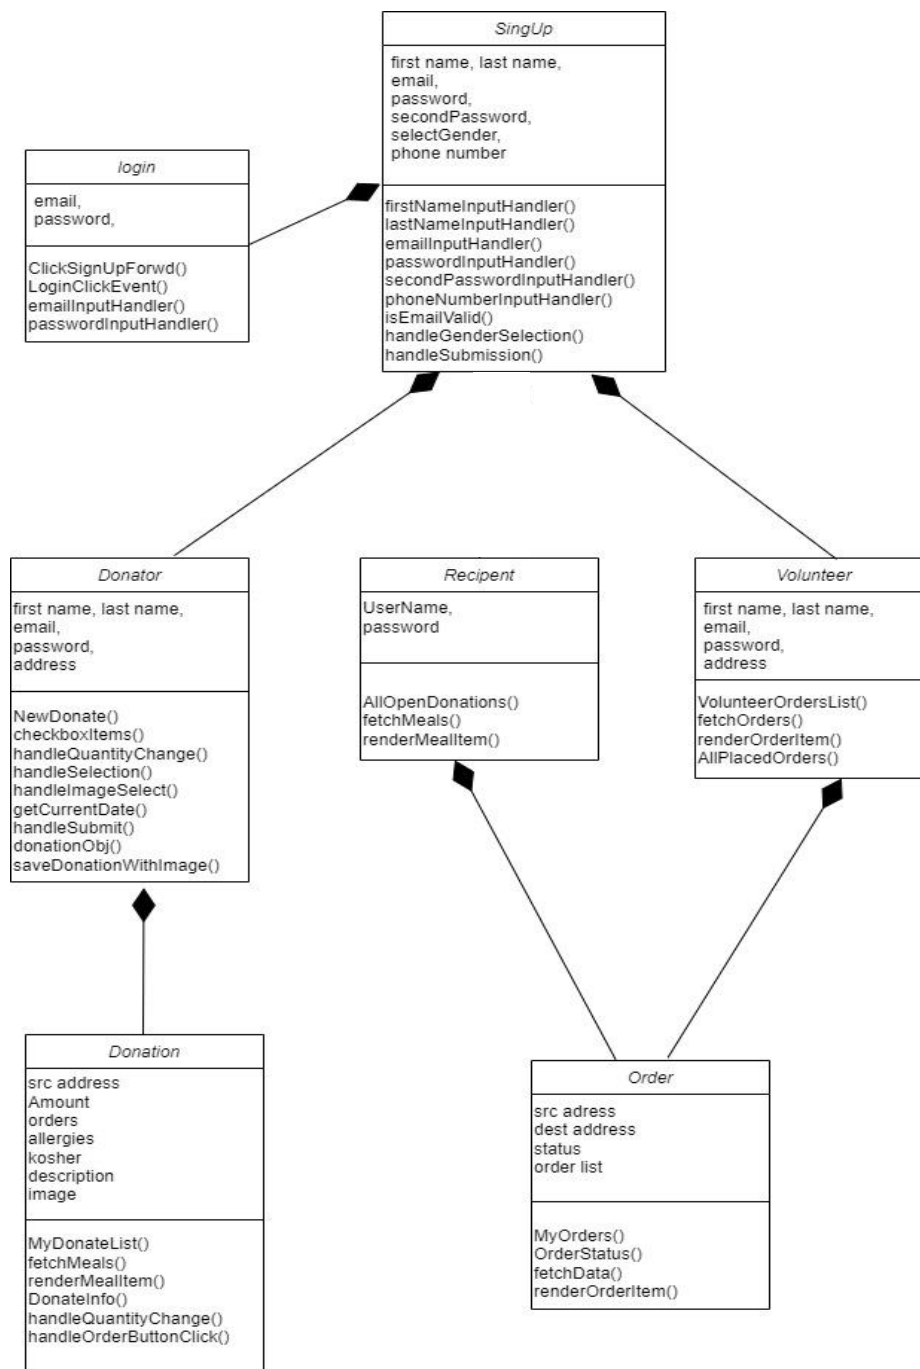 SingUp
first name, last name,
email,
password,
secondPassword,
selectGender,
phone number
firstNameInputHandler()
lastNameInputHandler()
emailInputHandler()
passwordInputHandler()
secondPasswordInputHandler()
phoneNumberInputHandler()
isEmailValid()
handleGenderSelection()
handleSubmission()
login
email,
password,
ClickSignUpForwd()
LoginClickEvent()
emailInputHandler()
passwordInputHandler()
Donator
first name, last name,
email,
password,
address
NewDonate()
checkboxItems()
handleQuantityChange()
handleSelection()
handleImageSelect()
getCurrentDate()
handleSubmit()
donationObj()
saveDonationWithImage()
Recipent
UserName,
password
AllOpenDonations()
fetchMeals()
renderMealItem()
Volunteer
first name, last name,
email,
password,
address
VolunteerOrdersList()
fetchOrders()
renderOrderItem()
AllPlacedOrders()
Donation
src address
Amount
orders
allergies
kosher
description
image
MyDonateList()
fetchMeals()
renderMealItem()
DonateInfo()
handleQuantityChange()
handleOrderButtonClick()
Order
src adress
dest address
status
order list
MyOrders()
OrderStatus()
fetchData()
renderOrderItem()